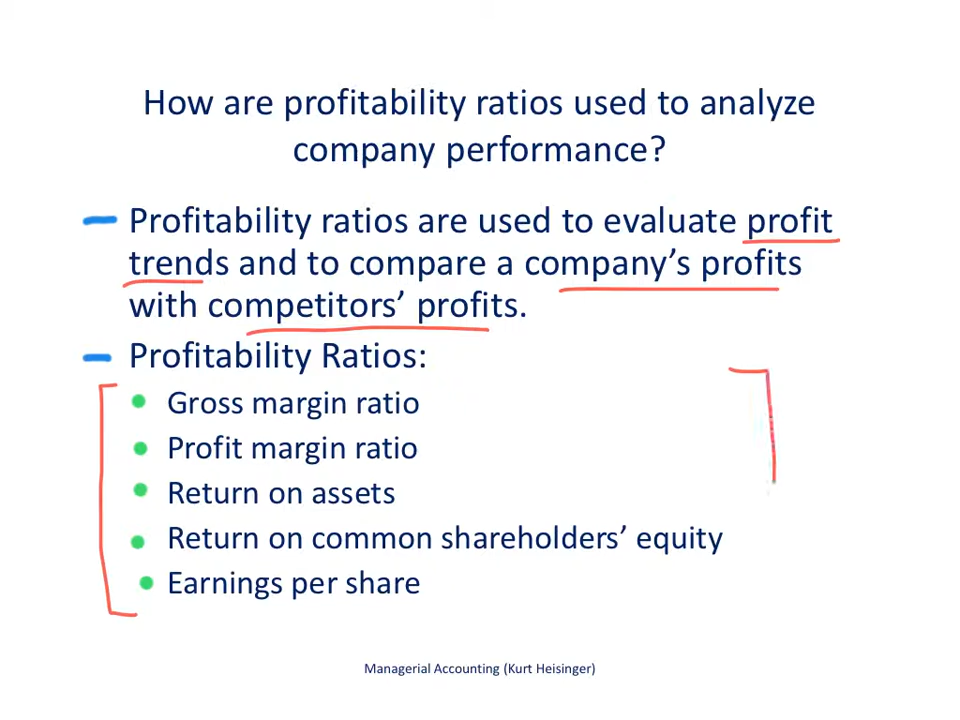 How are profitability ratios used to analyze
company performance?
Profitability ratios are used to evaluate profit
trends and to compare a company’s profits
with competitors’ profits.
Profitability Ratios:
Gross margin ratio
Profit margin ratio
Return on assets
Return on common shareholders’ equity
Earnings per share
Managerial Accounting (Kurt Heisinger)